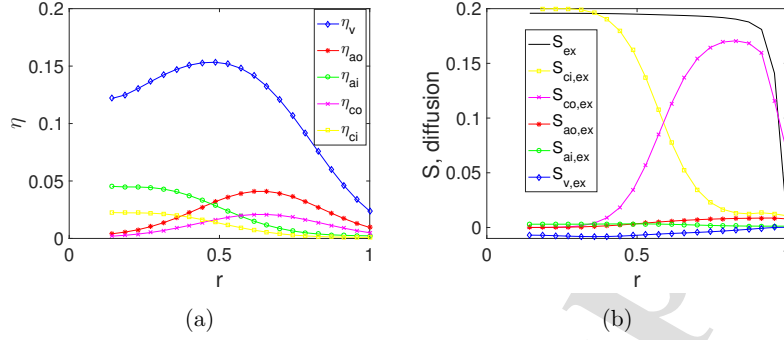 0.2
0.15
0.1
0.05
0
η
0
0.5
1
r
η_v
η_ao
η_ai
η_co
η_ci
(a)
0.2
0.15
0.1
0.05
0
S, diffusion
0
0.5
r
S_ex
S_ci,ex
S_co,ex
S_ao,ex
S_ai,ex
S_v,ex
(b)